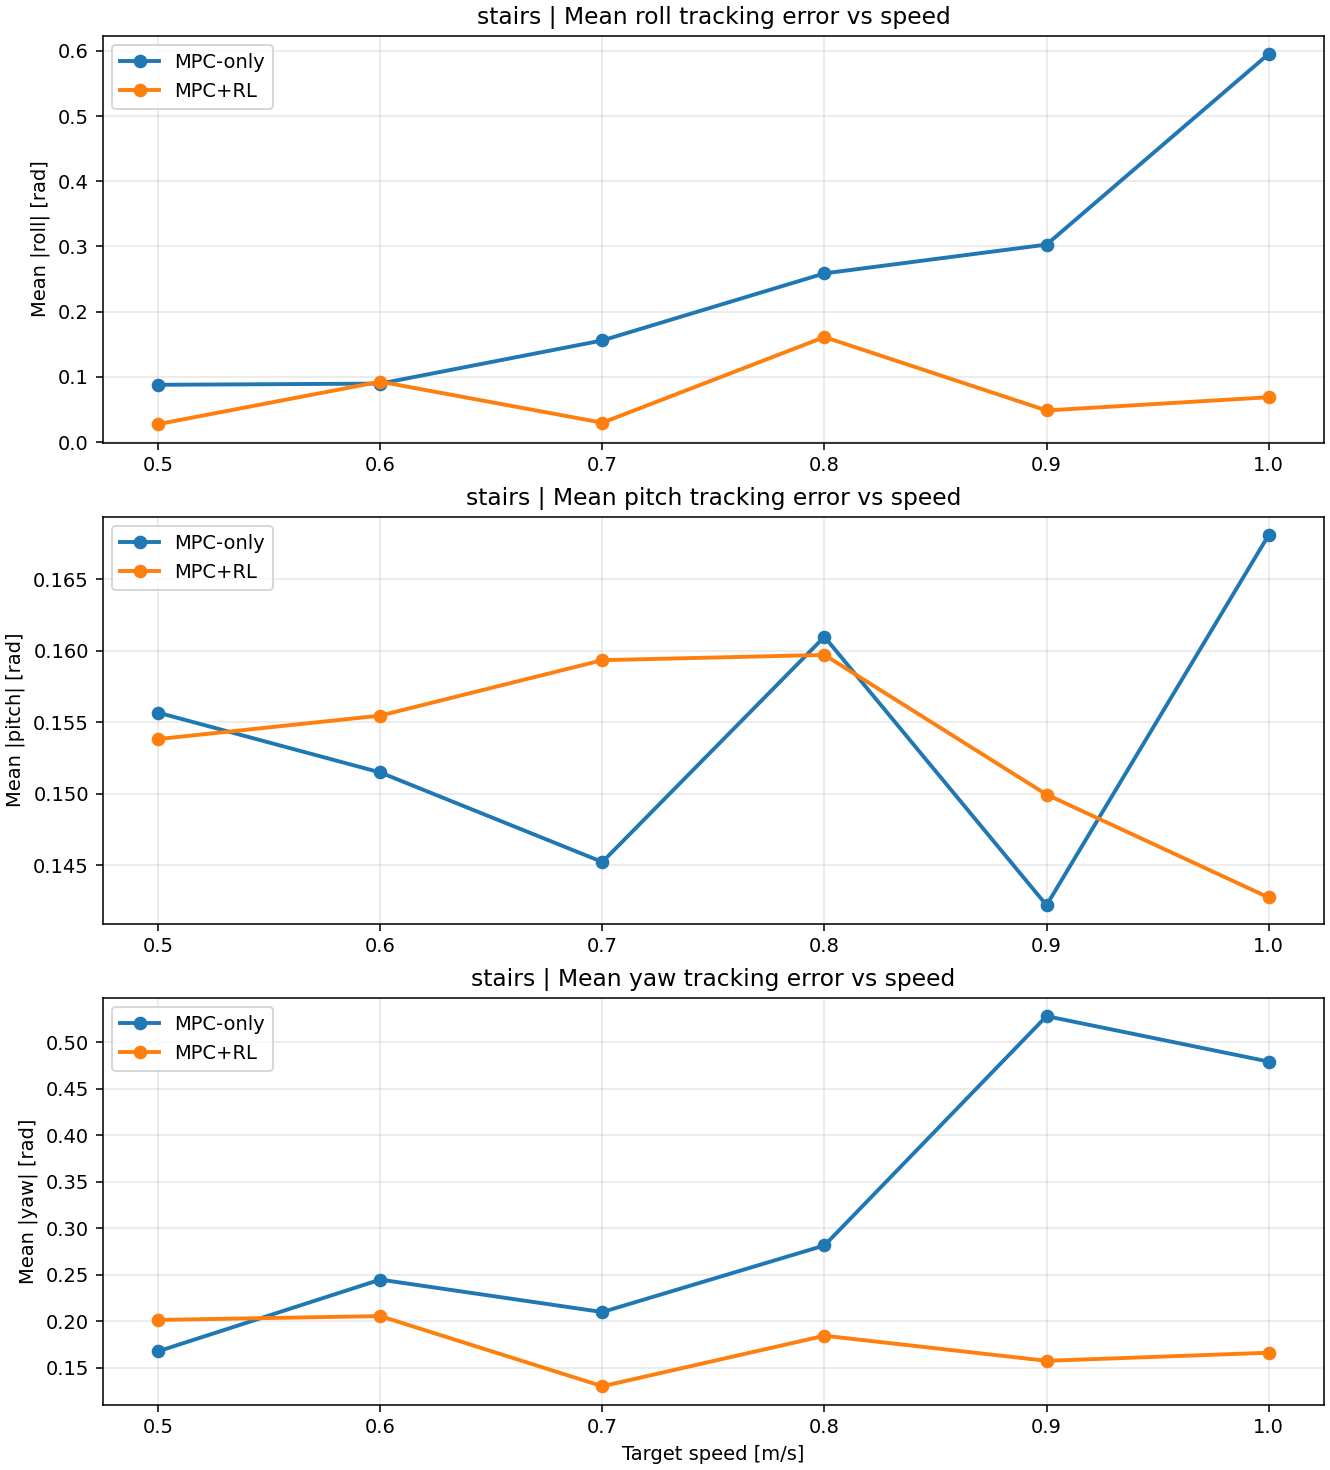 stairs | Mean roll tracking error vs speed
MPC-only
MPC+RL
Mean |roll| [rad]
0.6
0.5
0.4
0.3
0.2
0.1
0.0
0.5 0.6 0.7 0.8 0.9 1.0
stairs | Mean pitch tracking error vs speed
MPC-only
MPC+RL
Mean |pitch| [rad]
0.165
0.160
0.155
0.150
0.145
0.5 0.6 0.7 0.8 0.9 1.0
stairs | Mean yaw tracking error vs speed
MPC-only
MPC+RL
Mean |yaw| [rad]
0.50
0.45
0.40
0.35
0.30
0.25
0.20
0.15
0.5 0.6 0.7 0.8 0.9 1.0
Target speed [m/s]